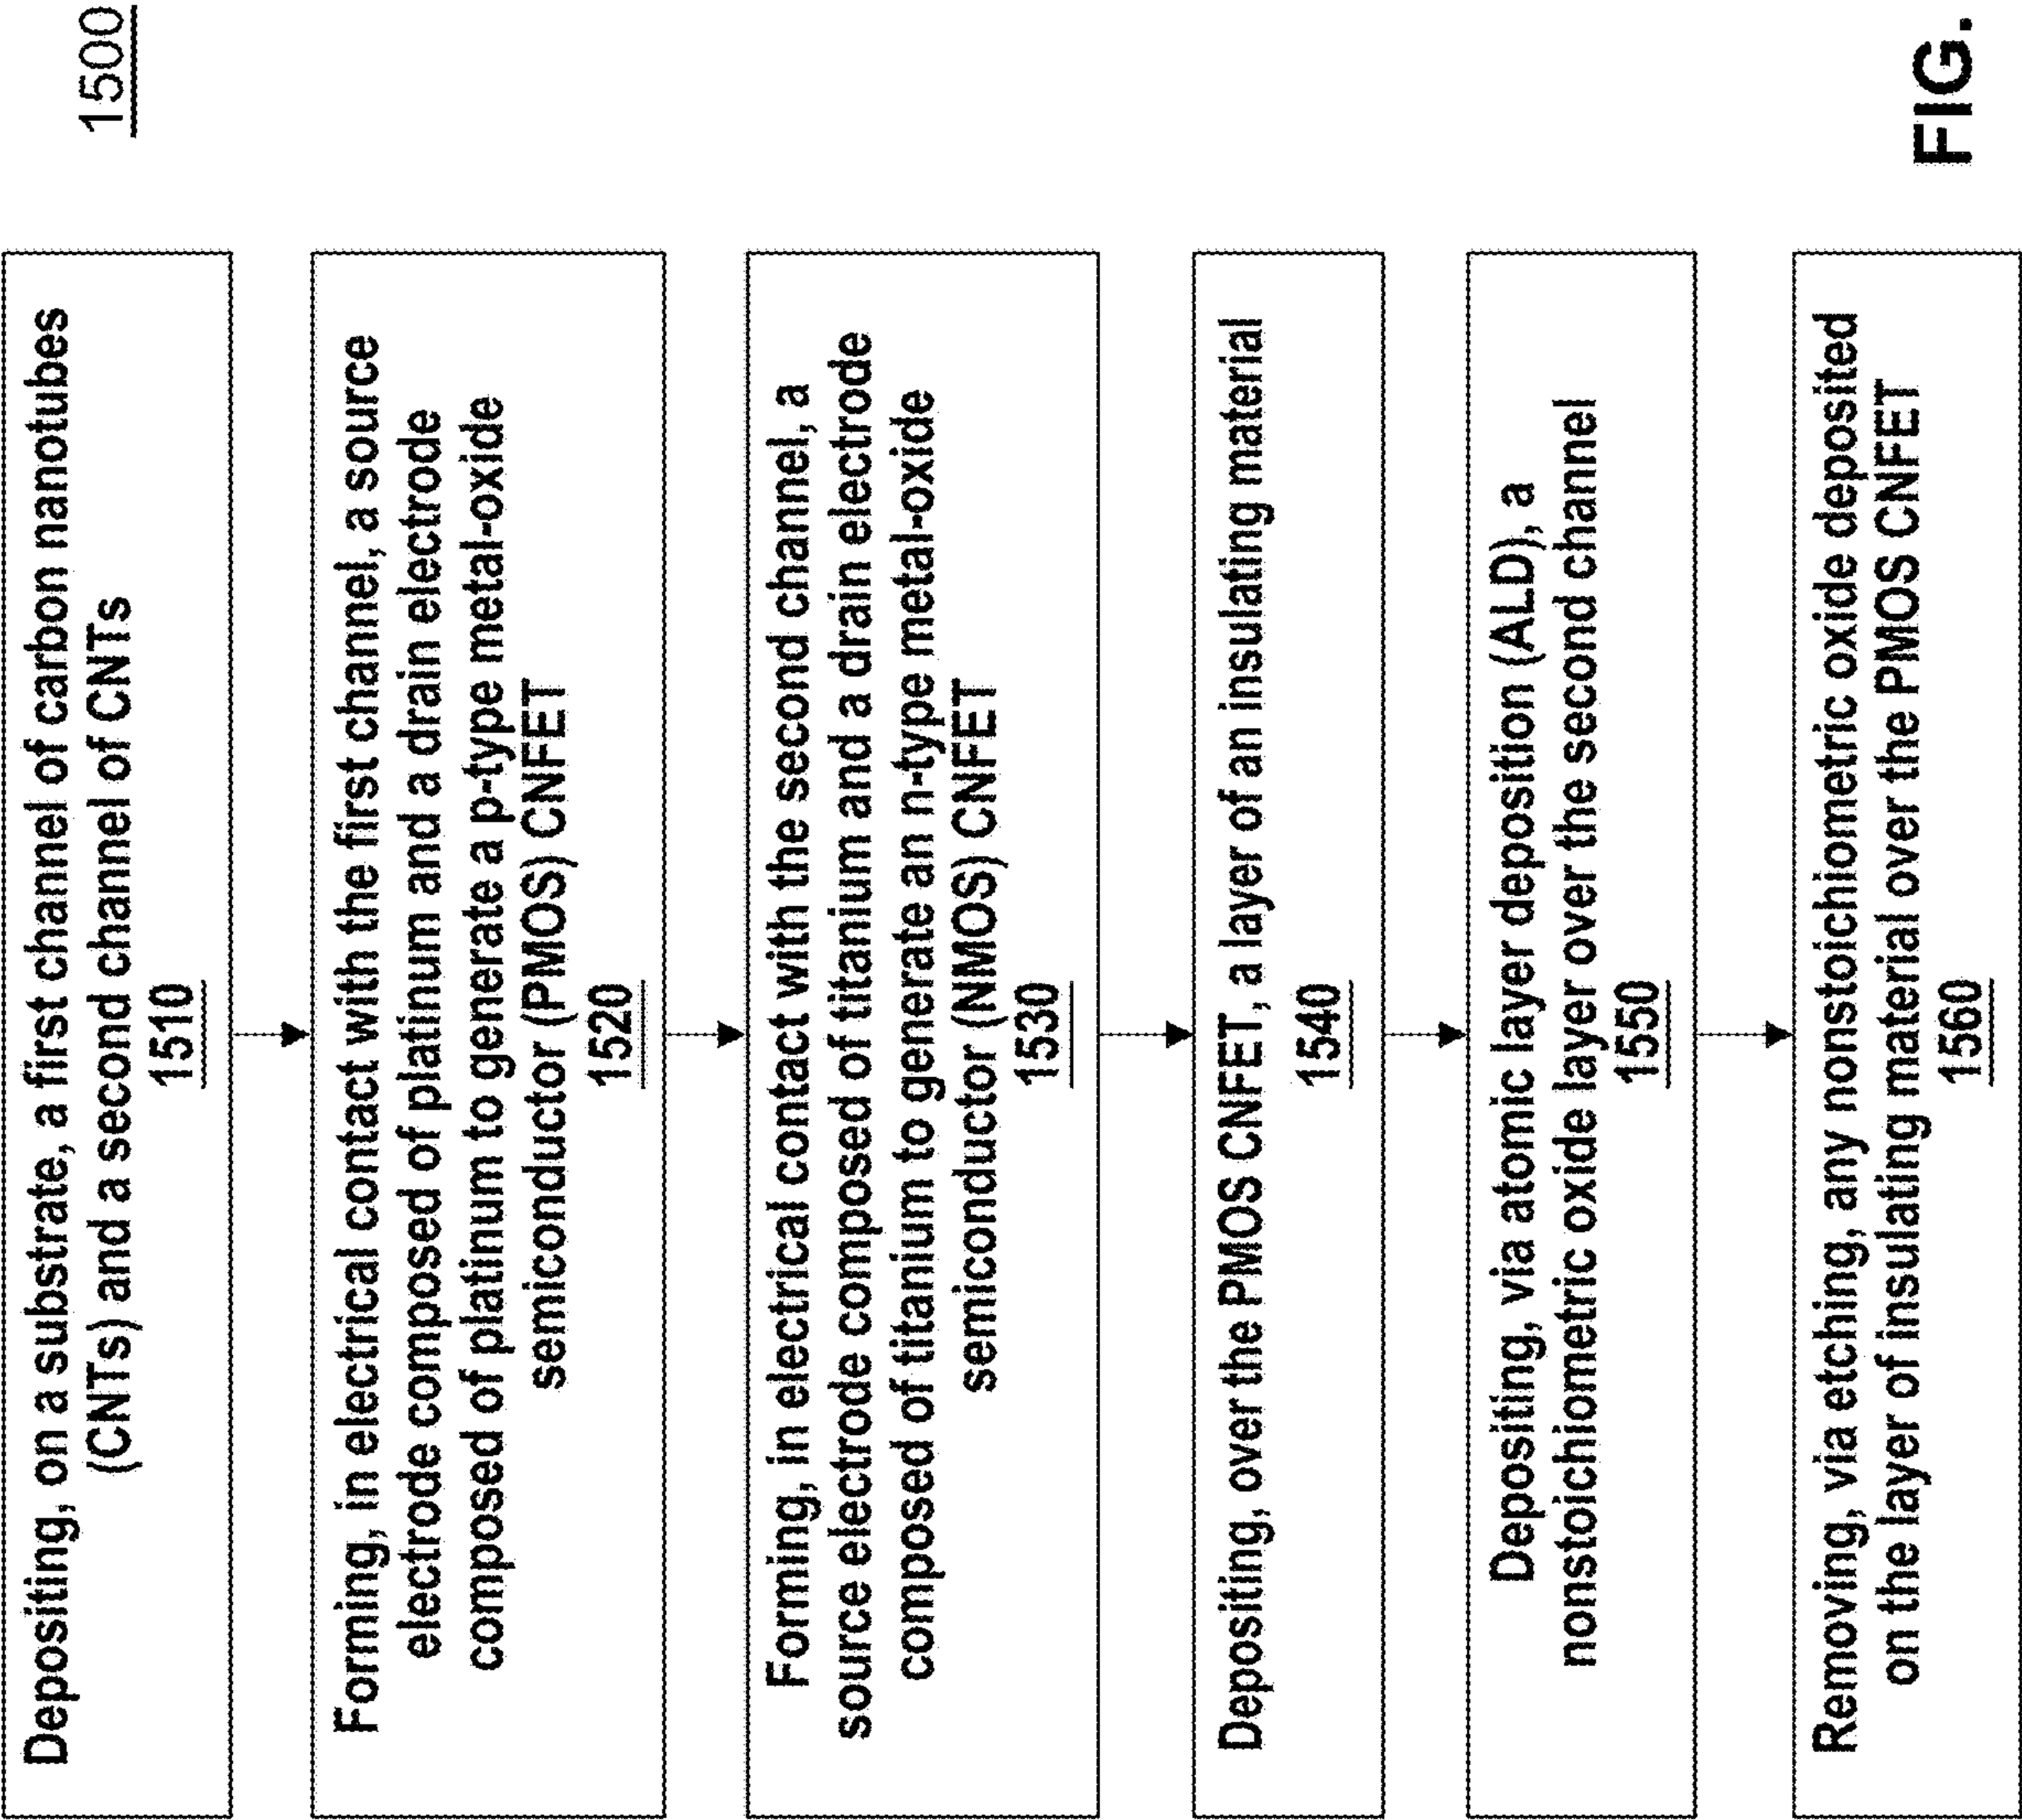 1500
Depositing, on a substrate, a first channel of carbon nanotubes
(CNTs) and a second channel of CNTs
1510
Forming, in electrical contact with the first channel, a source
electrode composed of platinum and a drain electrode
composed of platinum to generate a p-type metal-oxide
semiconductor (PMOS) CNFET
1520
Forming, in electrical contact with the second channel, a
source electrode composed of titanium and a drain electrode
composed of titanium to generate an n-type metal-oxide
semiconductor (NMOS) CNFET
1530
Depositing, over the PMOS CNFET, a layer of an insulating material
1540
Depositing, via atomic layer deposition (ALD), a
nonstoichiometric oxide layer over the second channel
1550
Removing, via etching, any nonstoichiometric oxide deposited
on the layer of insulating material over the PMOS CNFET
1560
FIG.